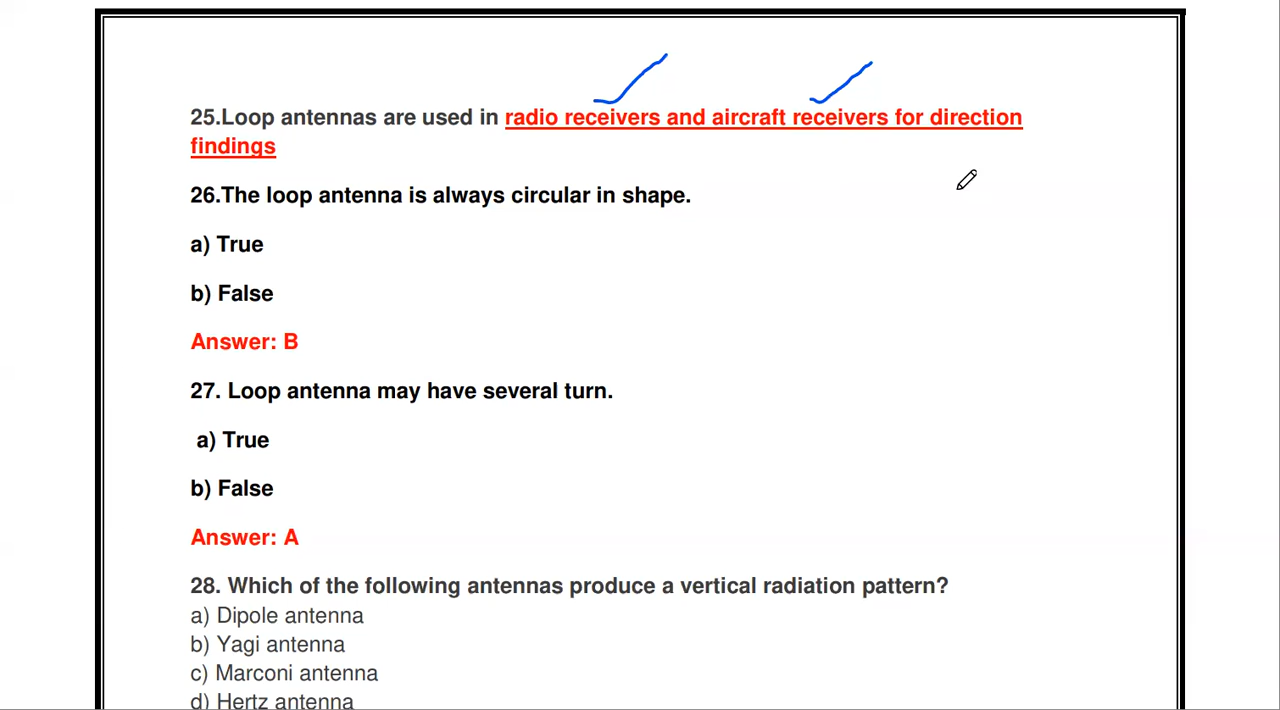 25.Loop antennas are used in radio receivers and aircraft receivers for direction
findings
26.The loop antenna is always circular in shape.
a) True
b) False
Answer: B
27. Loop antenna may have several turn.
a) True
b) False
Answer: A
28. Which of the following antennas produce a vertical radiation pattern?
a) Dipole antenna
b) Yagi antenna
c) Marconi antenna
d) Hertz antenna